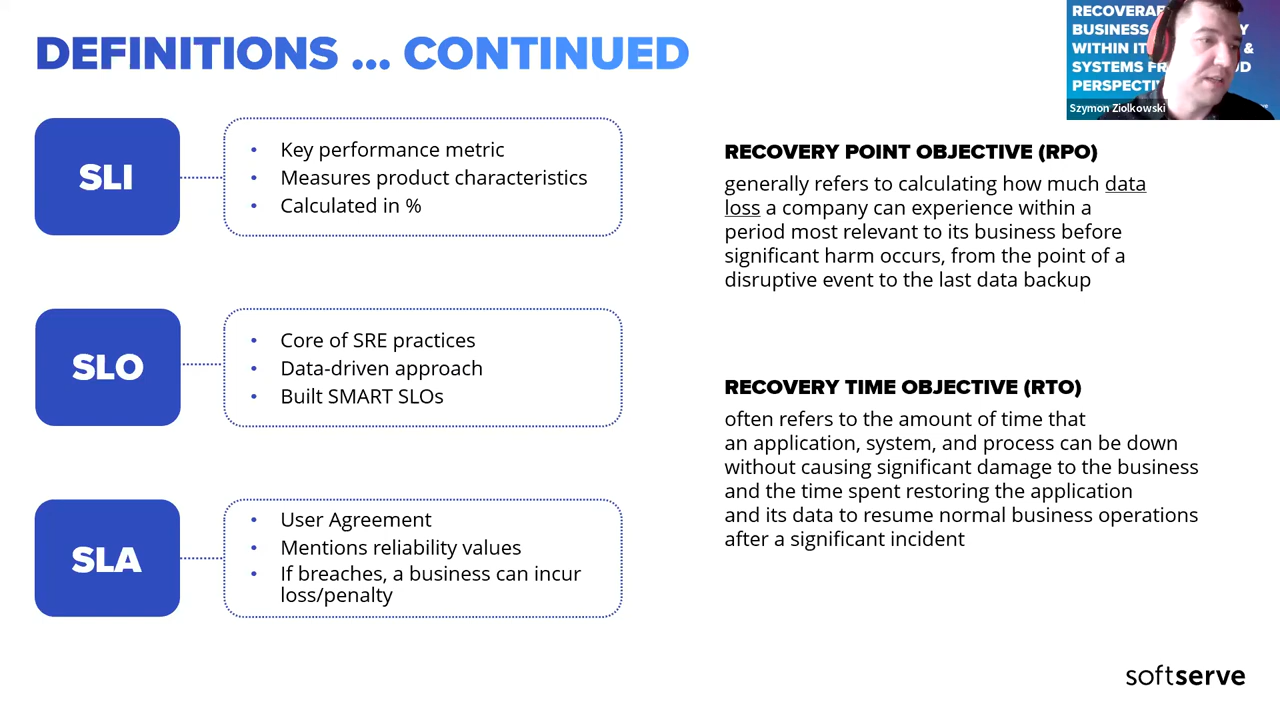 DEFINITIONS ... CONTINUED
SLI
• Key performance metric
• Measures product characteristics
• Calculated in %
SLO
• Core of SRE practices
• Data-driven approach
• Built SMART SLOs
SLA
• User Agreement
• Mentions reliability values
• If breaches, a business can incur
loss/penalty
RECOVERY POINT OBJECTIVE (RPO)
generally refers to calculating how much data
loss a company can experience within a
period most relevant to its business before
significant harm occurs, from the point of a
disruptive event to the last data backup
RECOVERY TIME OBJECTIVE (RTO)
often refers to the amount of time that
an application, system, and process can be down
without causing significant damage to the business
and the time spent restoring the application
and its data to resume normal business operations
after a significant incident
BUSINESS
WITHIN &
SYSTEMS
Szymon Ziolkowski
softserve